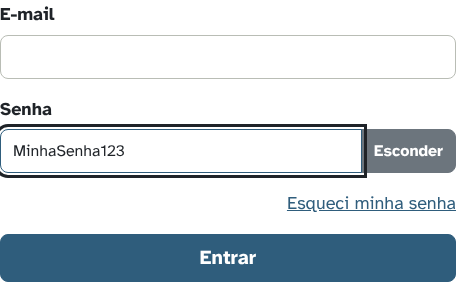 E-mail
Senha
MinhaSenha123
Esconder
Esqueci minha senha
Entrar